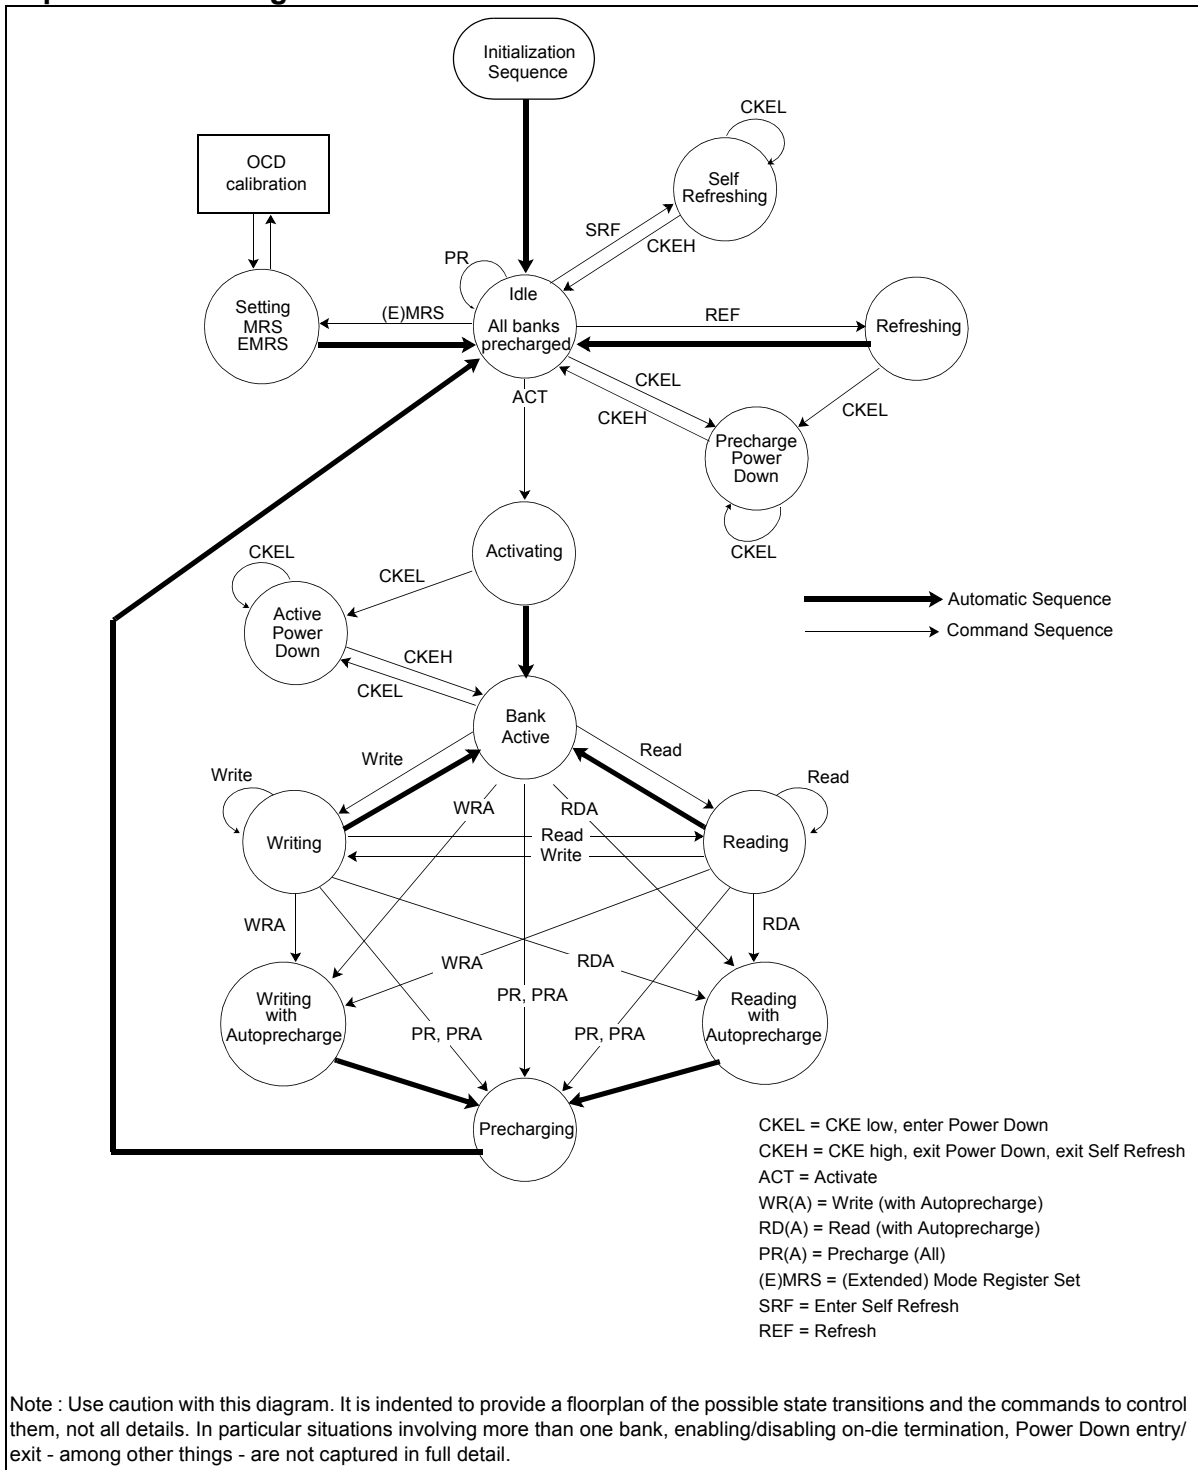 Initialization
Sequence
CKEL
OCD
calibration
Self
Refreshing
SRF
CKEH
PR
Idle
All banks
precharged
Setting
MRS
EMRS
(E)MRS
REF
Refreshing
CKEL
CKEH
ACT
CKEL
Precharge
Power
Down
CKEL
Activating
CKEL
CKEL
Active
Power
Down
CKEH
CKEL
Automatic Sequence
Command Sequence
Bank
Active
Write
Read
Write
Read
WRA
RDA
Writing
Read
Write
Reading
WRA
RDA
WRA
RDA
Writing
with
Autoprecharge
PR, PRA
Reading
with
Autoprecharge
PR, PRA
PR, PRA
Precharging
CKEL = CKE low, enter Power Down
CKEH = CKE high, exit Power Down, exit Self Refresh
ACT = Activate
WR(A) = Write (with Autoprecharge)
RD(A) = Read (with Autoprecharge)
PR(A) = Precharge (All)
(E)MRS = (Extended) Mode Register Set
SRF = Enter Self Refresh
REF = Refresh
Note : Use caution with this diagram. It is indented to provide a floorplan of the possible state transitions and the commands to control
them, not all details. In particular situations involving more than one bank, enabling/disabling on-die termination, Power Down entry/
exit - among other things - are not captured in full detail.